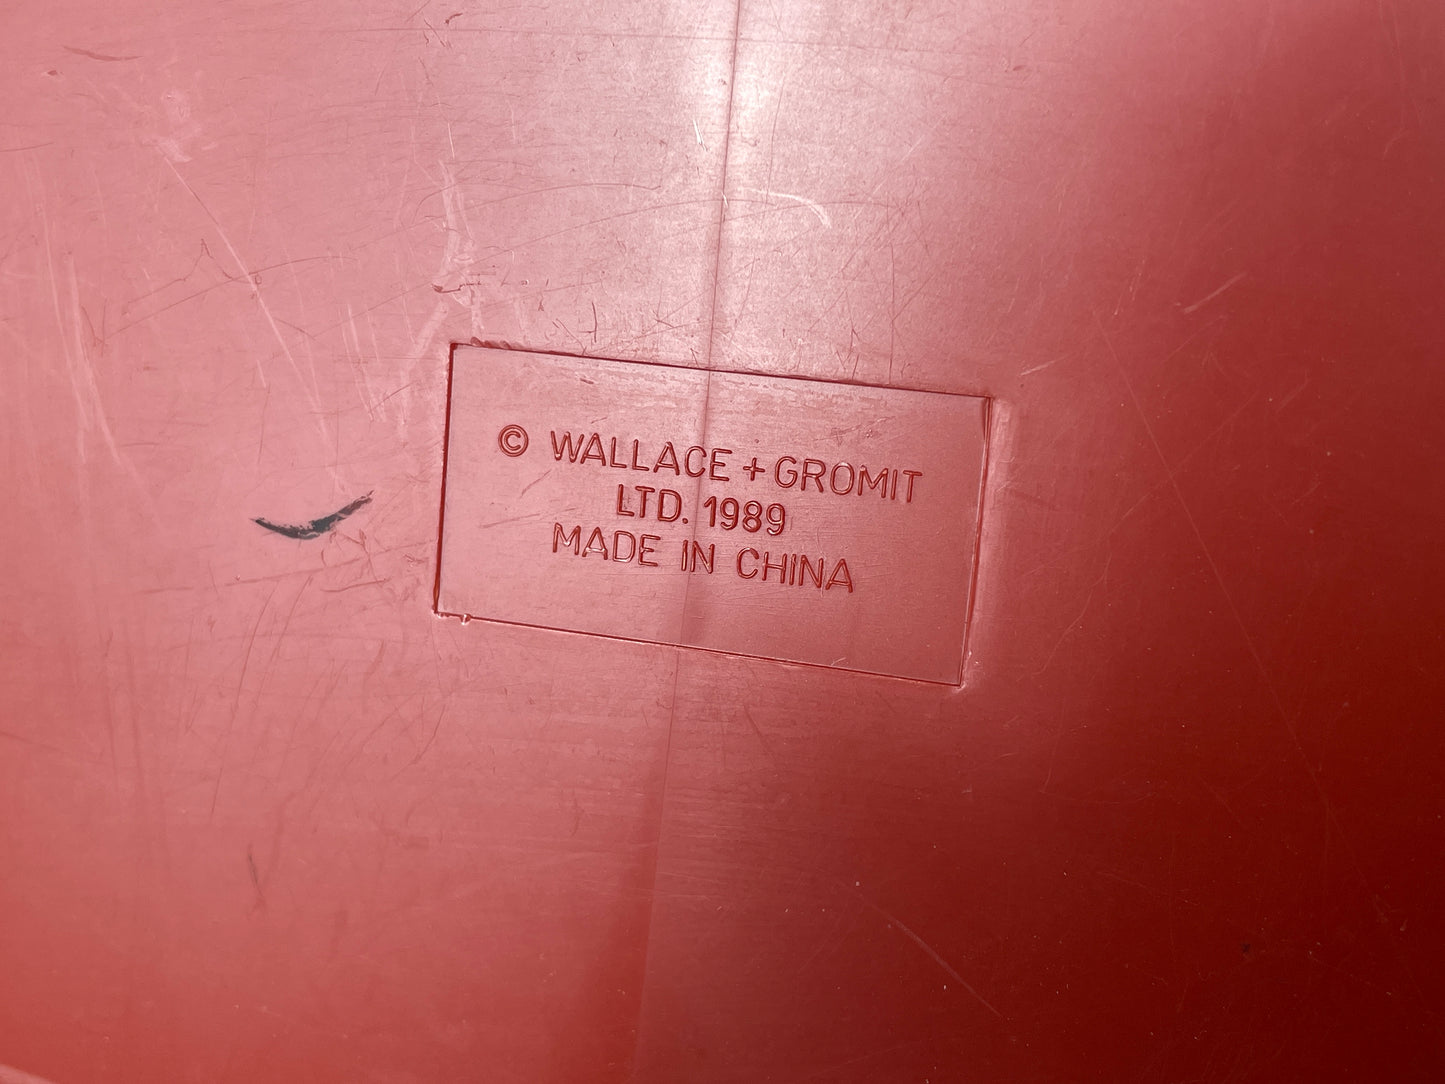 © WALLACE + GROMIT
LTD. 1989
MADE IN CHINA